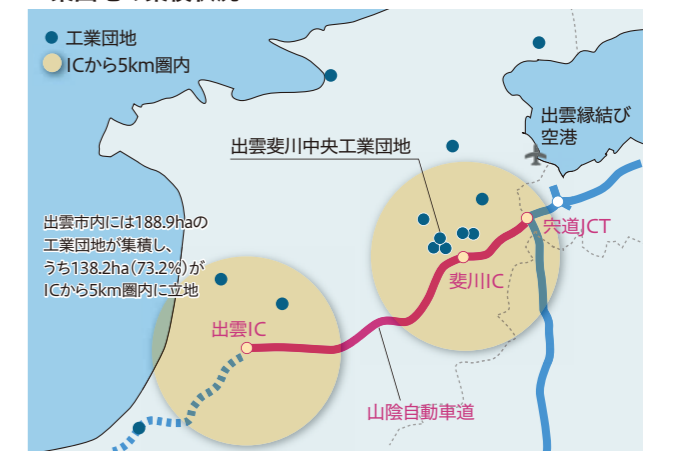 工業団地
ICから5km圏内
出雲縁結び
空港
出雲斐川中央工業団地
出雲市内には188.9haの
工業団地が集積し、
うち138.2ha（73.2%）が
ICから5km圏内に立地
宍道JCT
斐川IC
出雲IC
山陰自動車道